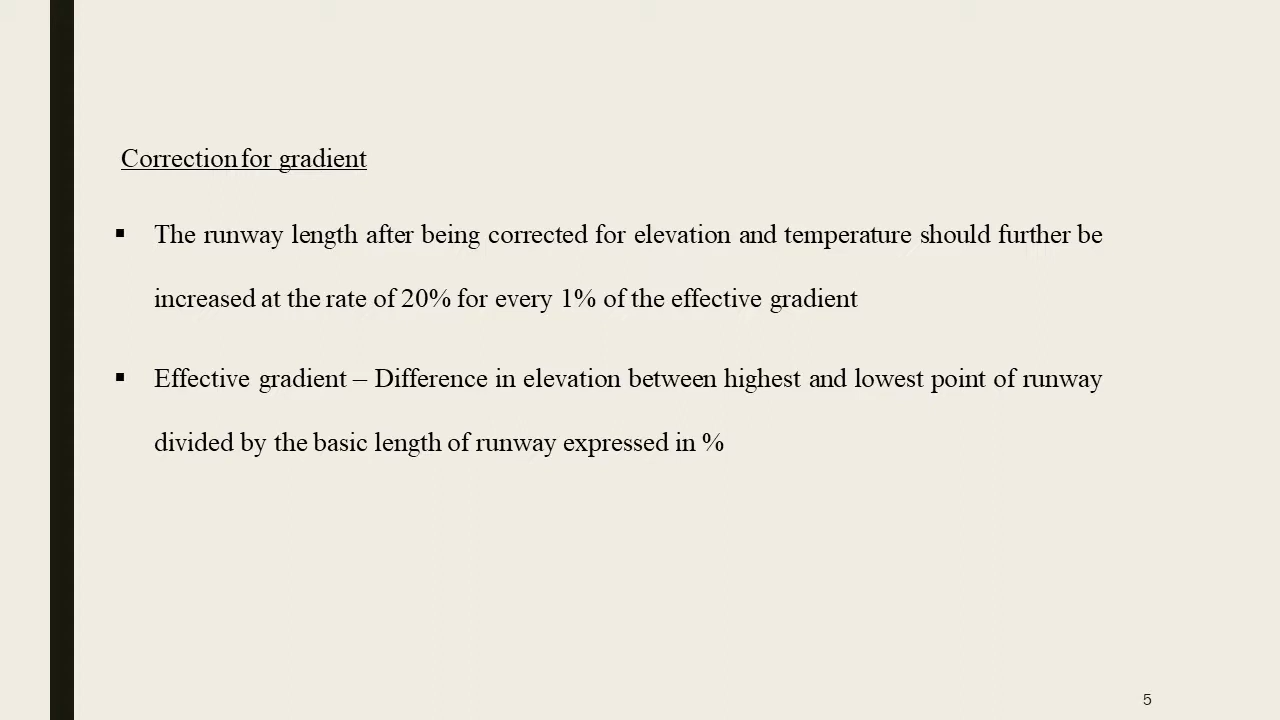 Correction for gradient
▪ The runway length after being corrected for elevation and temperature should further be
increased at the rate of 20% for every 1% of the effective gradient
▪ Effective gradient – Difference in elevation between highest and lowest point of runway
divided by the basic length of runway expressed in %
5